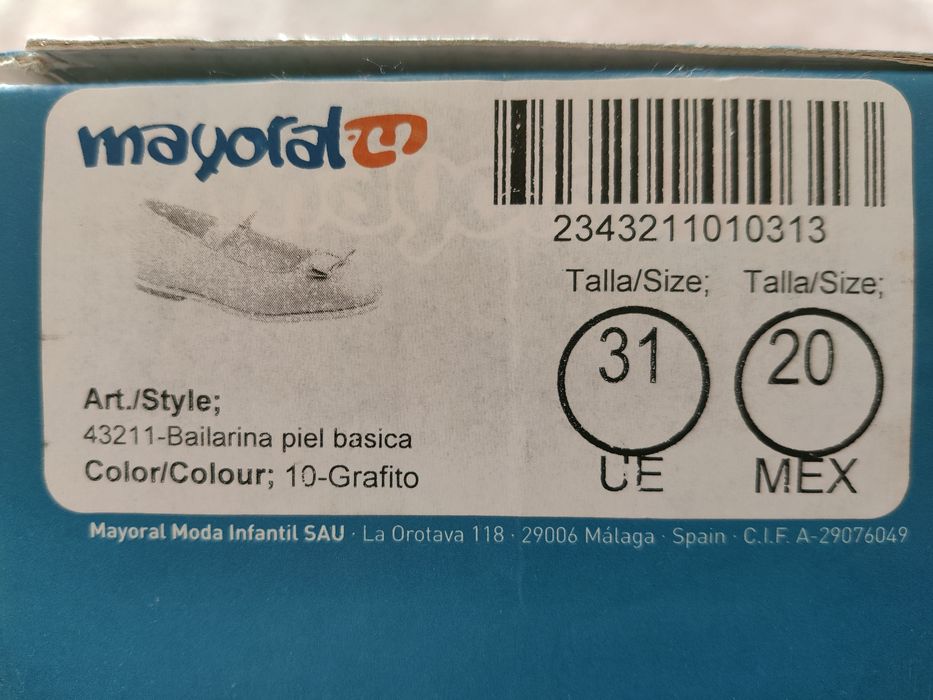 mayoral
2343211010313
Talla/Size; Talla/Size;
31 20
UE MEX
Art./Style;
43211-Bailarina piel basica
Color/Colour; 10-Grafito
Mayoral Moda Infantil SAU · La Orotava 118 · 29006 Málaga · Spain · C.I.F. A-29076049